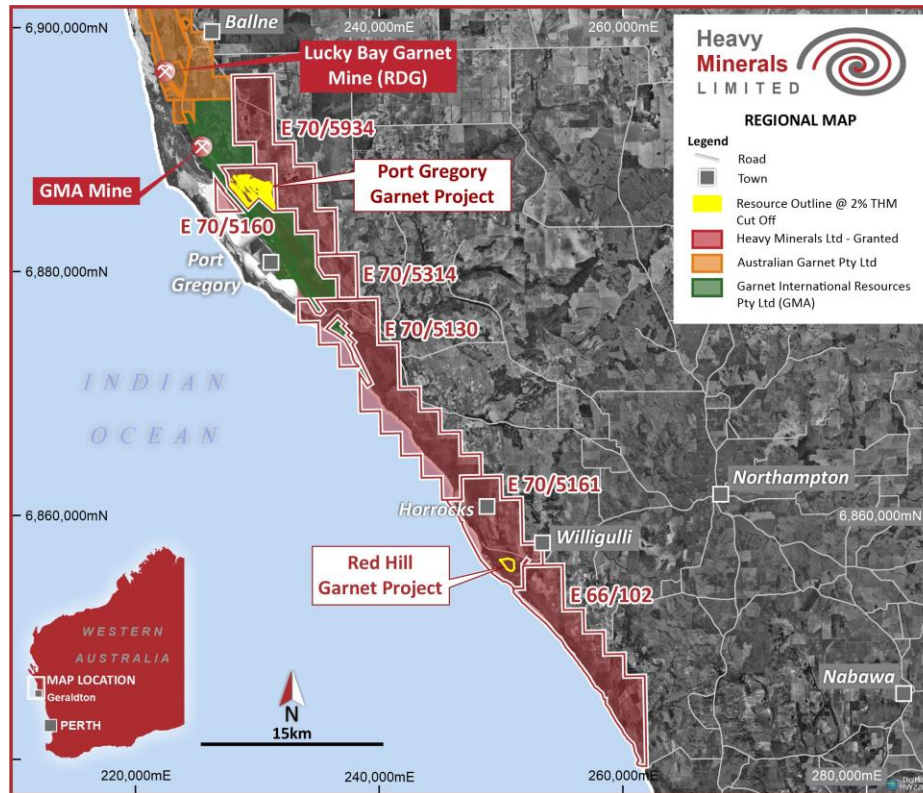 6,900,000mN
Ballne
240,000mE
260,000mE
Lucky Bay Garnet
Mine (RDG)
E 70/5934
GMA Mine
Port Gregory
Garnet Project
E 70/5160
6,880,000mN
Port
Gregory
E 70/5314
E 70/5130
INDIAN
OCEAN
E 70/5161
Northampton
Horrocks
6,860,000mN
6,860,000mN
Willigulli
Red Hill
Garnet Project
E 66/102
Nabawa
Heavy
Minerals
LIMITED
REGIONAL MAP
Legend
Road
Town
Resource Outline @ 2% THM
Cut Off
Heavy Minerals Ltd - Granted
Australian Garnet Pty Ltd
Garnet International Resources
Pty Ltd (GMA)
WESTERN
AUSTRALIA
MAP LOCATION
Geraldton
PERTH
N
15km
220,000mE
240,000mE
260,000mE
280,000mE